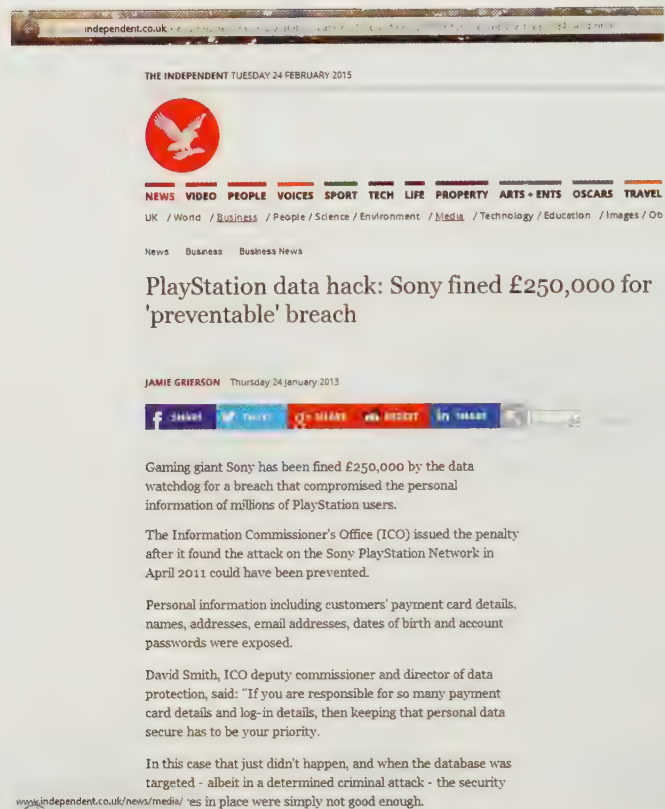 independent.co.uk
THE INDEPENDENT TUESDAY 24 FEBRUARY 2015
NEWS VIDEO PEOPLE VOICES SPORT TECH LIFE PROPERTY ARTS + ENTS OSCARS TRAVEL
UK / World / Business / People / Science / Environment / Media / Technology / Education / Images / Ob
News Business Business News
PlayStation data hack: Sony fined £250,000 for
'preventable' breach
JAMIE GRIERSON Thursday 24 January 2013
f SHARE TWEET g+ SHARE REDDIT in SHARE
Gaming giant Sony has been fined £250,000 by the data
watchdog for a breach that compromised the personal
information of millions of PlayStation users.
The Information Commissioner's Office (ICO) issued the penalty
after it found the attack on the Sony PlayStation Network in
April 2011 could have been prevented.
Personal information including customers' payment card details,
names, addresses, email addresses, dates of birth and account
passwords were exposed.
David Smith, ICO deputy commissioner and director of data
protection, said: "If you are responsible for so many payment
card details and log-in details, then keeping that personal data
secure has to be your priority.
In this case that just didn't happen, and when the database was
targeted - albeit in a determined criminal attack - the security
www.independent.co.uk/news/media/ es in place were simply not good enough.